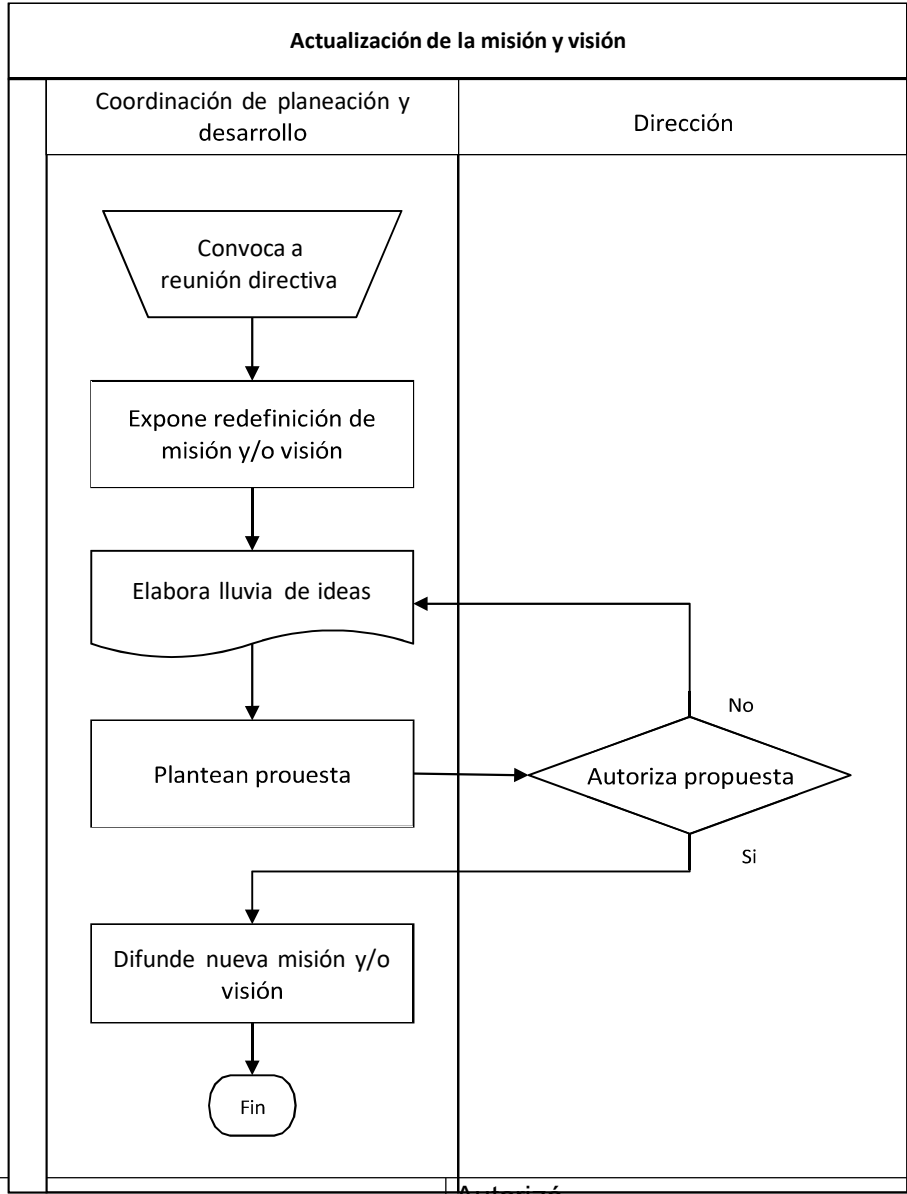 Actualización de la misión y visión
Coordinación de planeación y
desarrollo
Dirección
Convoca a
reunión directiva
Expone redefinición de
misión y/o visión
Elabora lluvia de ideas
No
Plantean prouesta
Autoriza propuesta
Si
Difunde nueva misión y/o
visión
Fin